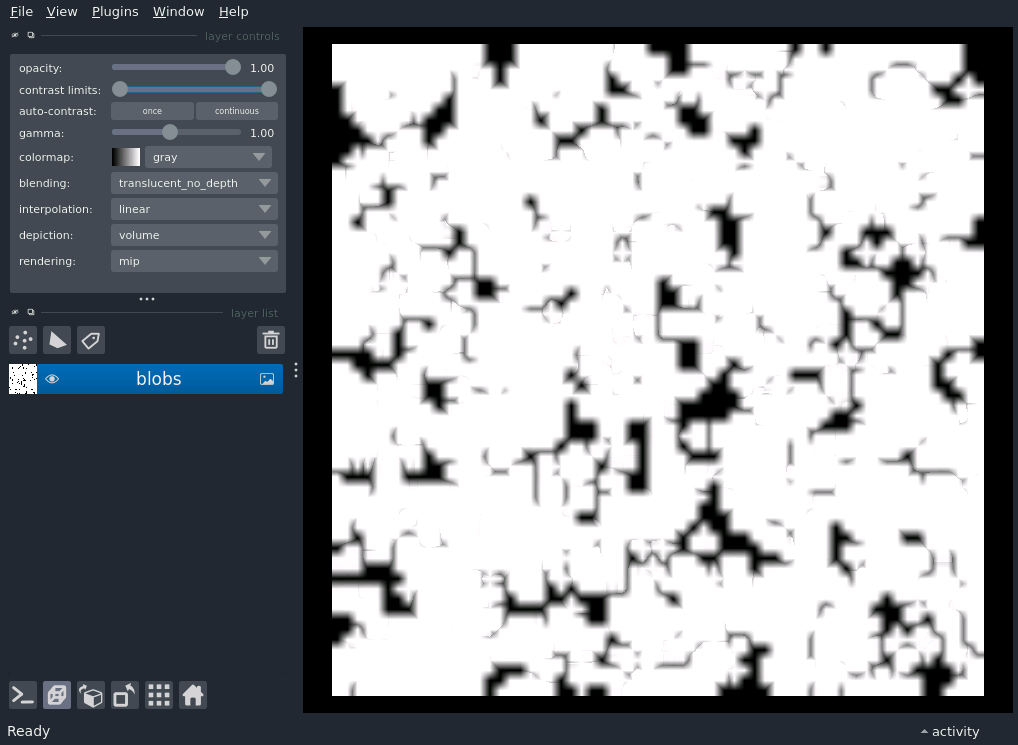 File View Plugins Window Help
layer controls
opacity: 1.00
contrast limits:
auto-contrast: once continuous
gamma: 1.00
colormap: gray
blending: translucent_no_depth
interpolation: linear
depiction: volume
rendering: mip
layer list
blobs
Ready activity